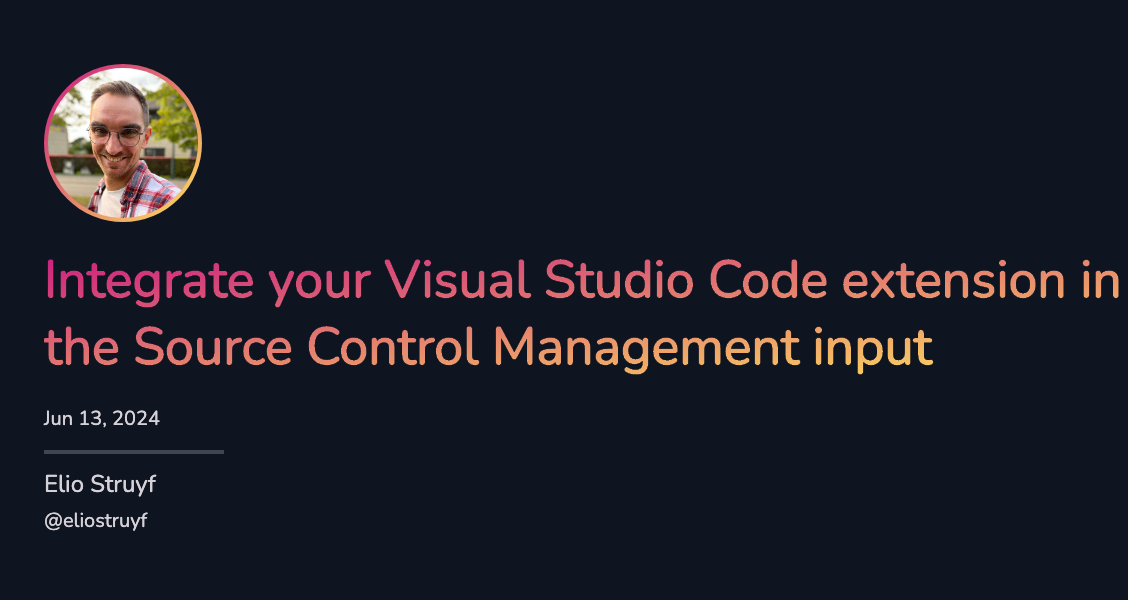 Integrate your Visual Studio Code extension in
the Source Control Management input
Jun 13, 2024
Elio Struyf
@eliostruyf